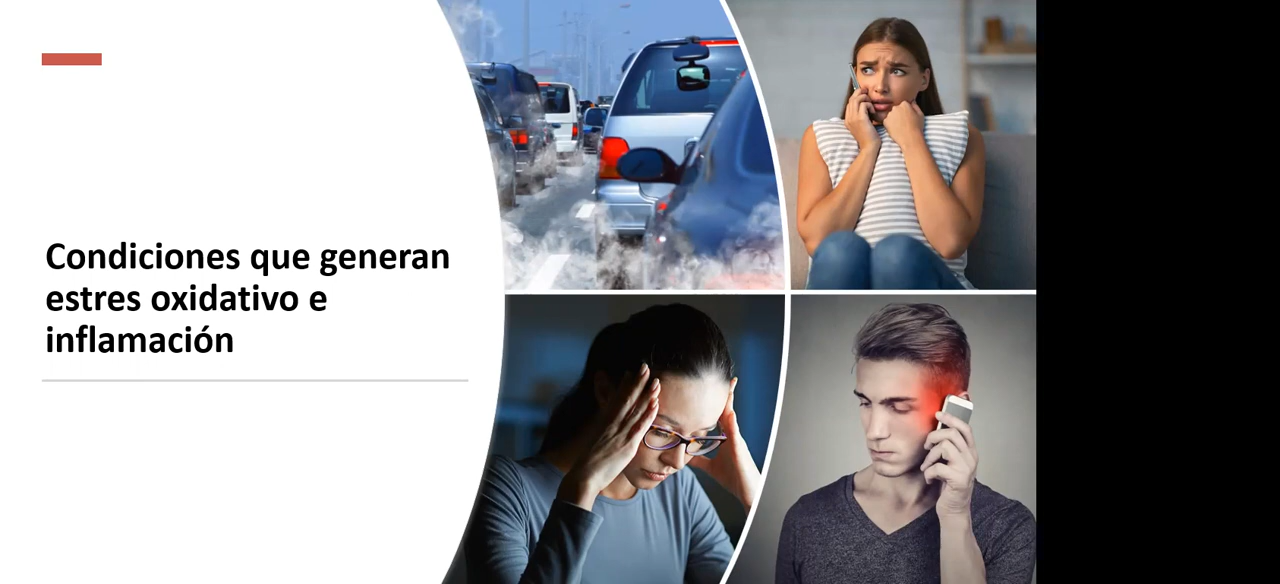 Condiciones que generan
estres oxidativo e
inflamación